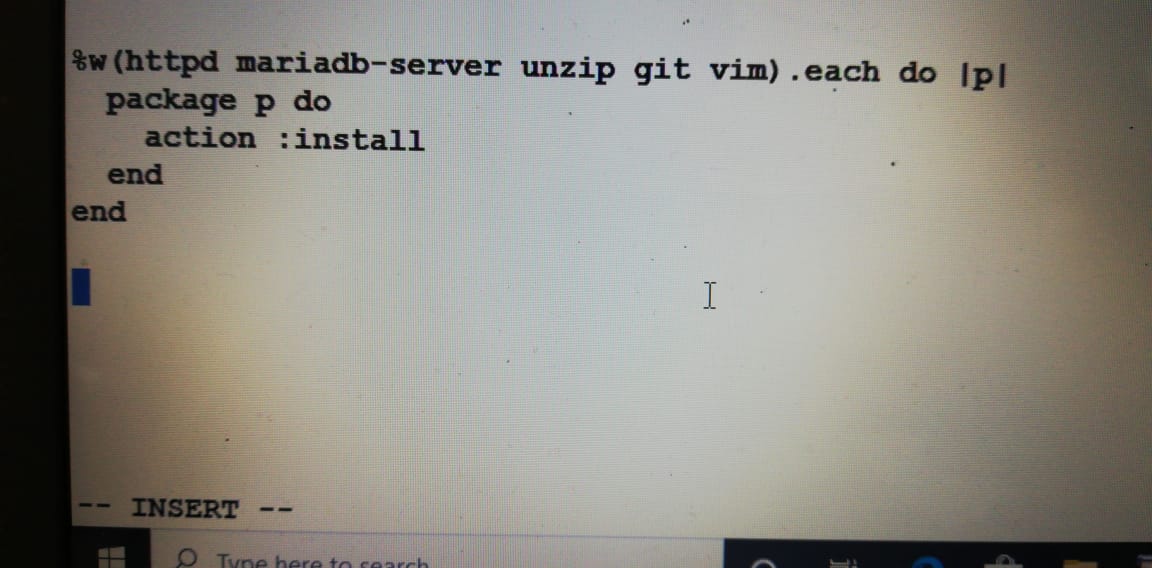 %w(httpd mariadb-server unzip git vim).each do |p|
package p do
action :install
end
end
-- INSERT --
Type here to search